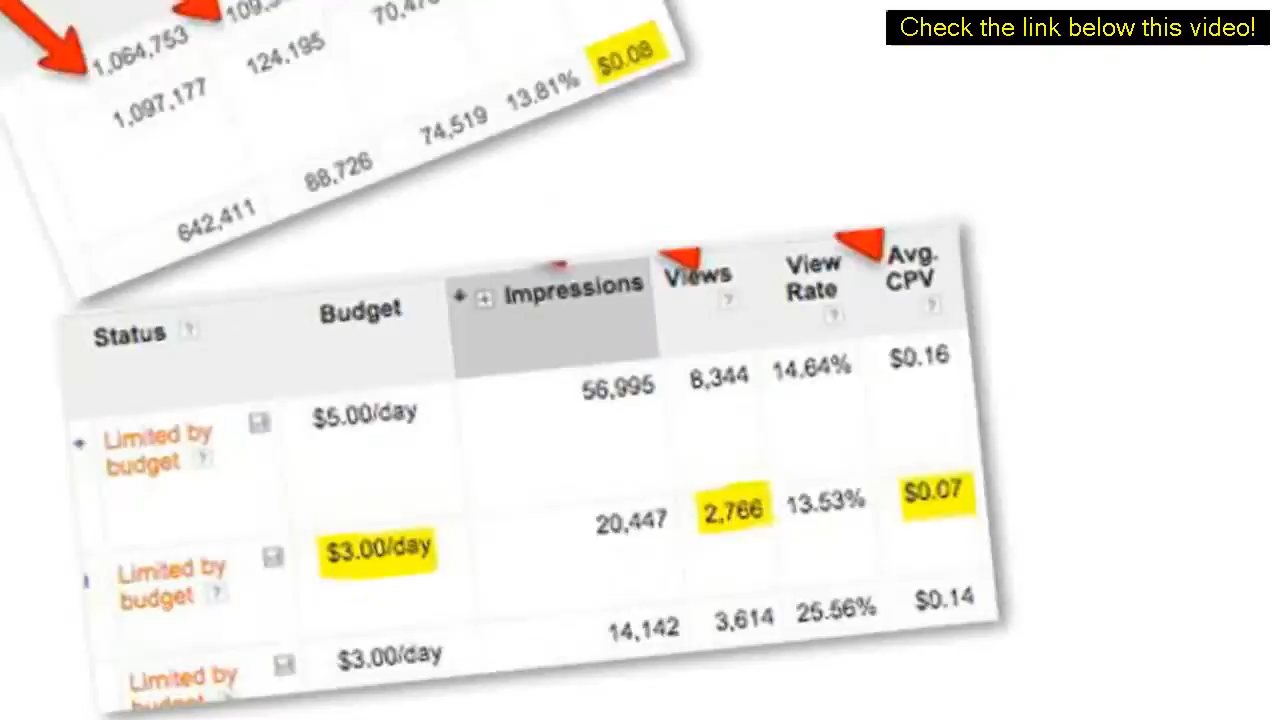 Check the link below this video!
1,064,753
1,097,177 124,195
642,411 88,726 74,519 13.81% $0.08
Status ? Budget + Impressions Views ? View Rate ? Avg. CPV ?
Limited by budget ? $5.00/day 56,995 8,344 14.64% $0.16
Limited by budget ? $3.00/day 20,447 2,766 13.53% $0.07
Limited by $3.00/day 14,142 3,614 25.56% $0.14